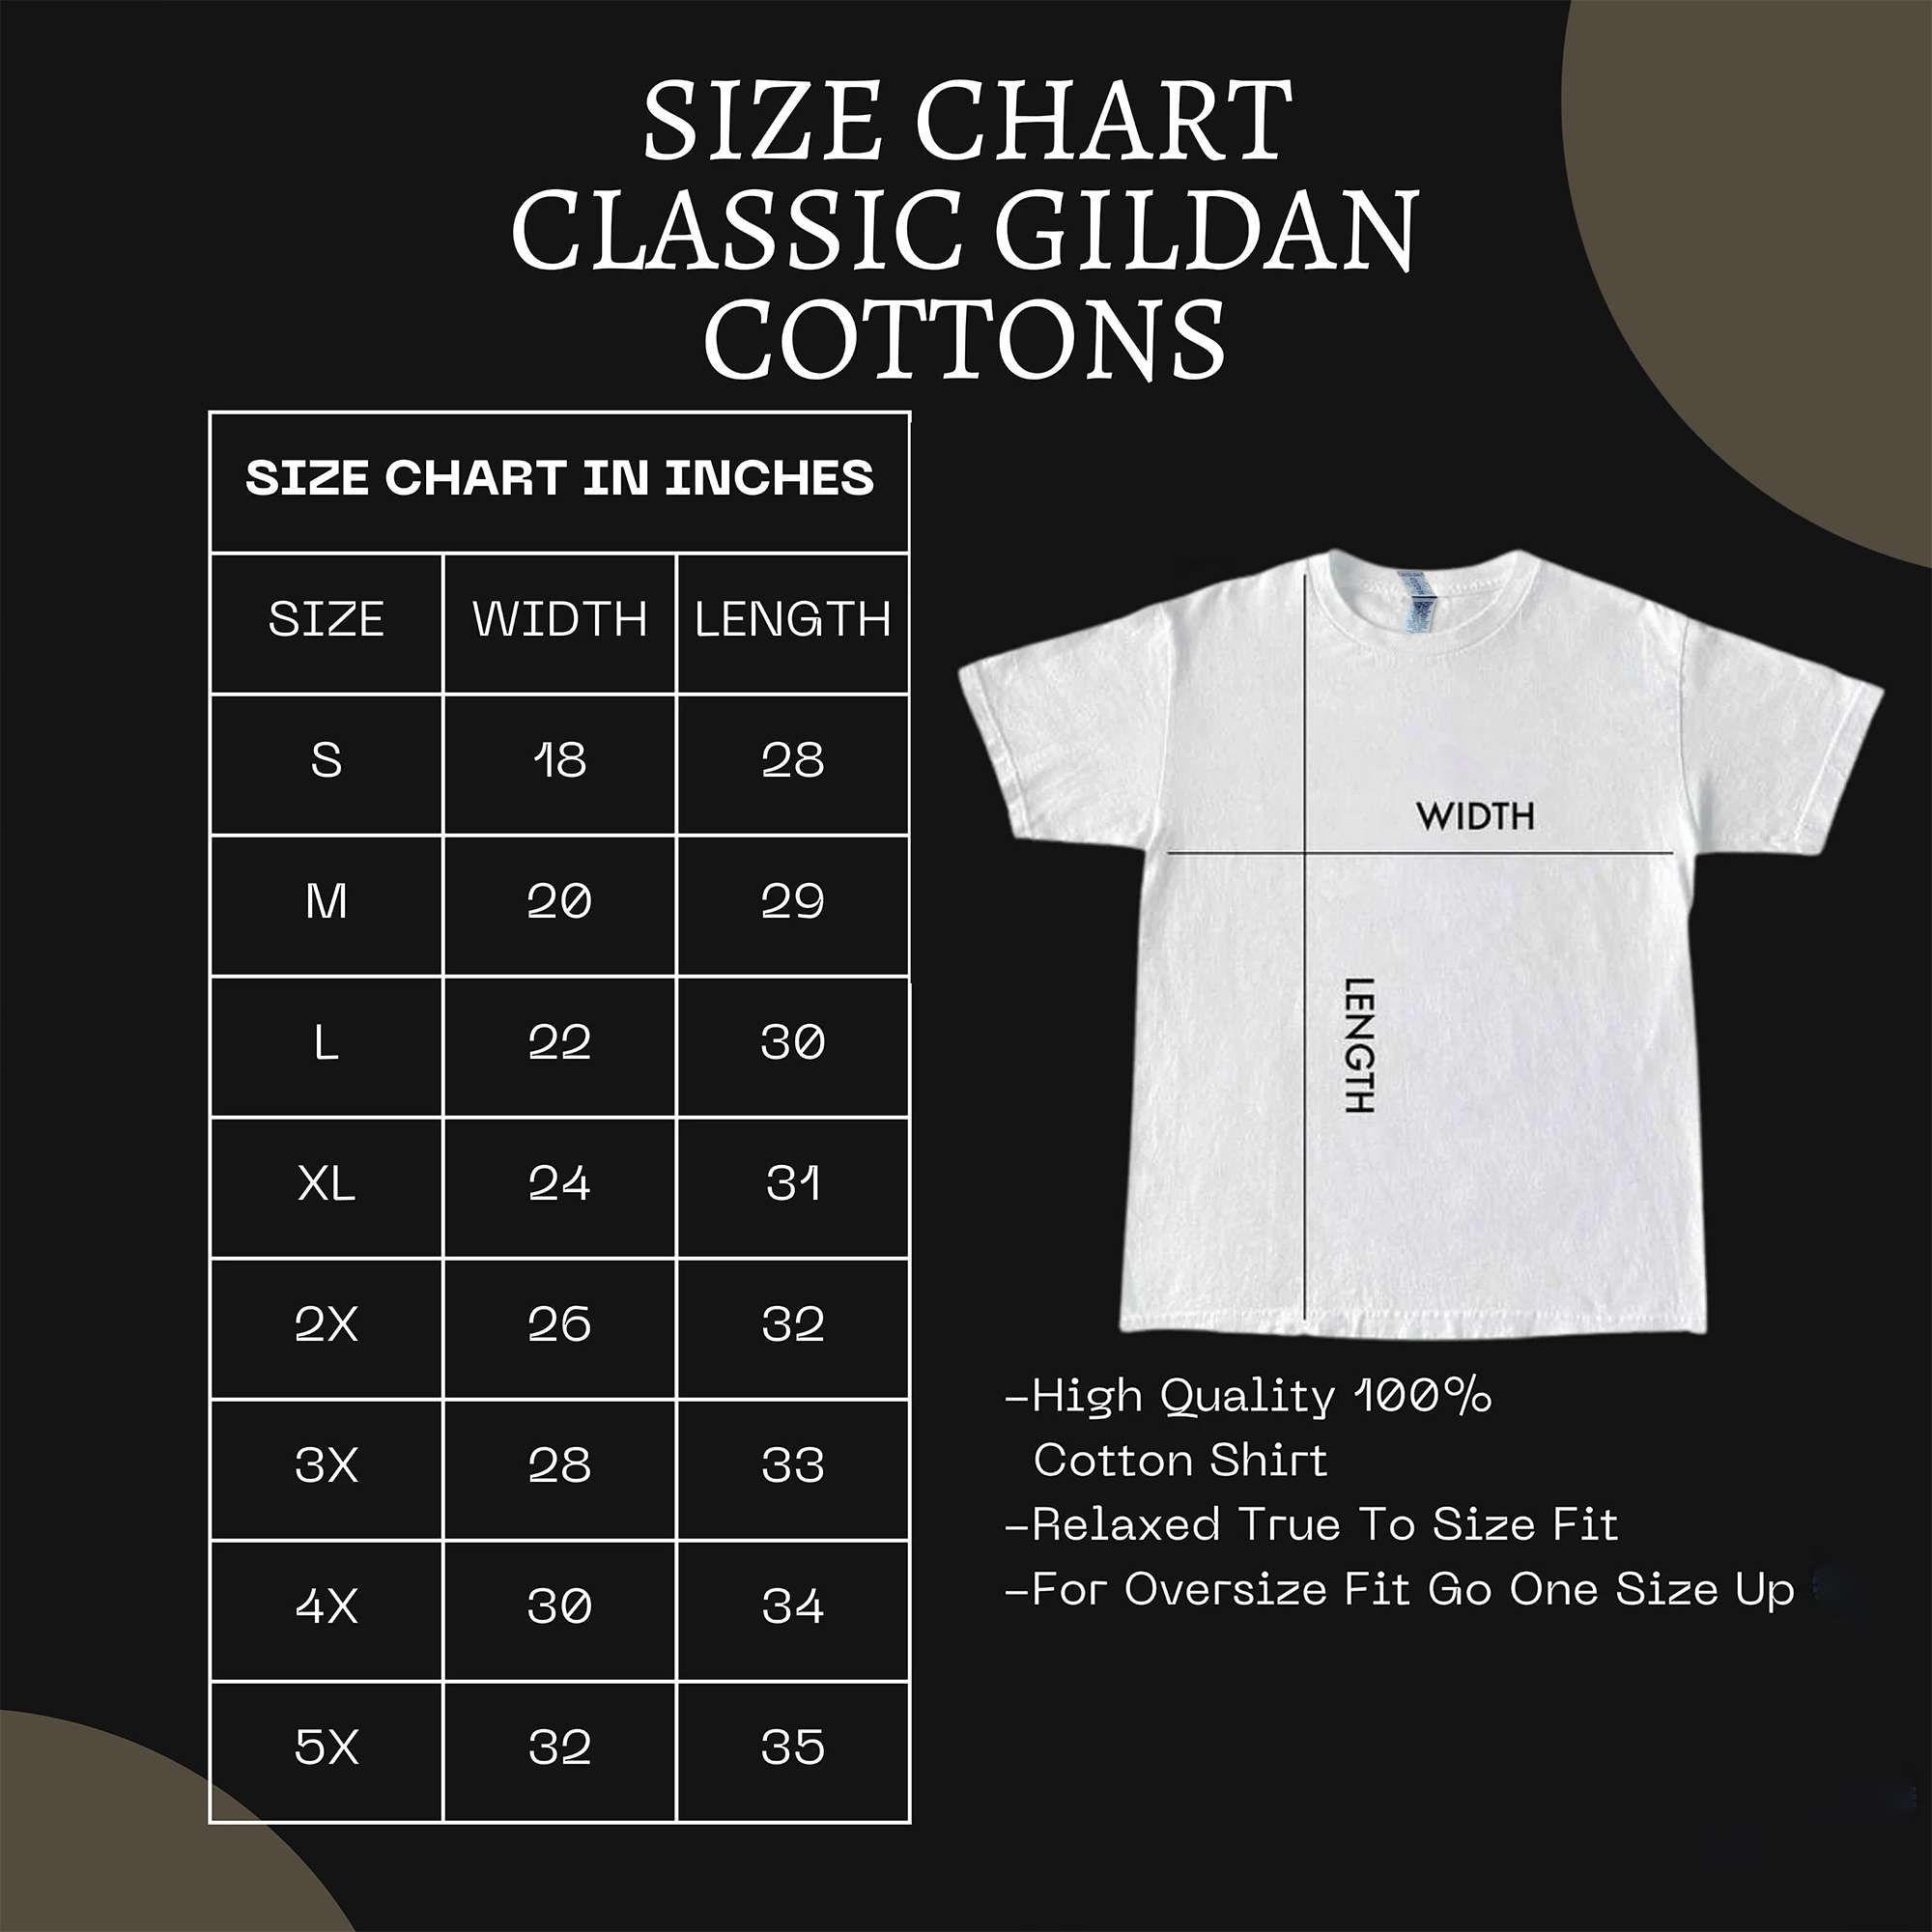 SIZE CHART
CLASSIC GILDAN
COTTONS
SIZE CHART IN INCHES
SIZE WIDTH LENGTH
S 18 28
M 20 29
L 22 30
XL 24 31
2X 26 32
3X 28 33
4X 30 34
5X 32 35
WIDTH
LENGTH
-High Quality 100%
Cotton Shirt
-Relaxed True To Size Fit
-For Oversize Fit Go One Size Up